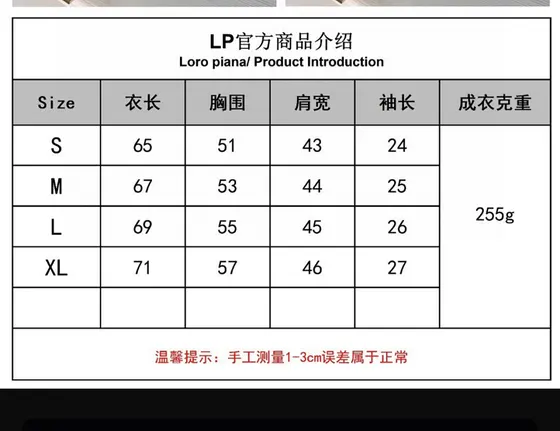 LP官方商品介绍
Loro piana/ Product Introduction
Size 衣长 胸围 肩宽 袖长 成衣克重
S 65 51 43 24
M 67 53 44 25
255g
L 69 55 45 26
XL 71 57 46 27
温馨提示：手工测量1-3cm误差属于正常